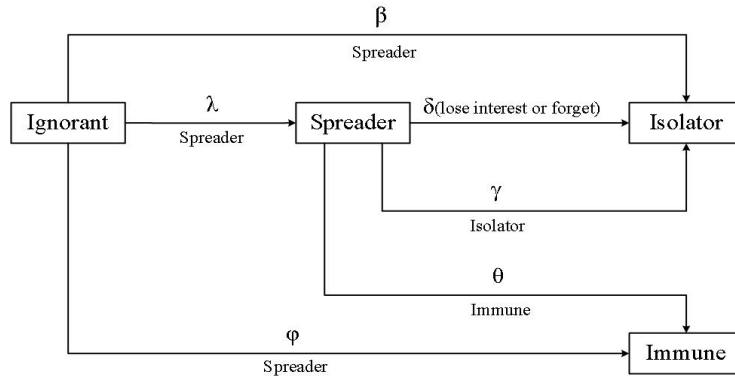 β
Spreader
Ignorant
λ
Spreader
Spreader
δ(lose interest or forget)
Isolator
γ
Isolator
θ
Immune
φ
Spreader
Immune